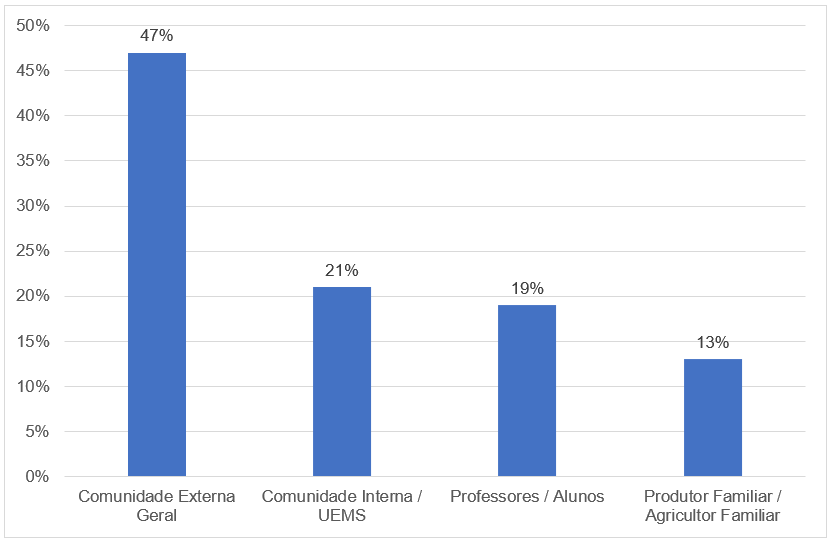 50%
47%
45%
40%
35%
30%
25%
21%
20%
19%
15%
13%
10%
5%
0%
Comunidade Externa
Geral
Comunidade Interna /
UEMS
Professores / Alunos
Produtor Familiar /
Agricultor Familiar